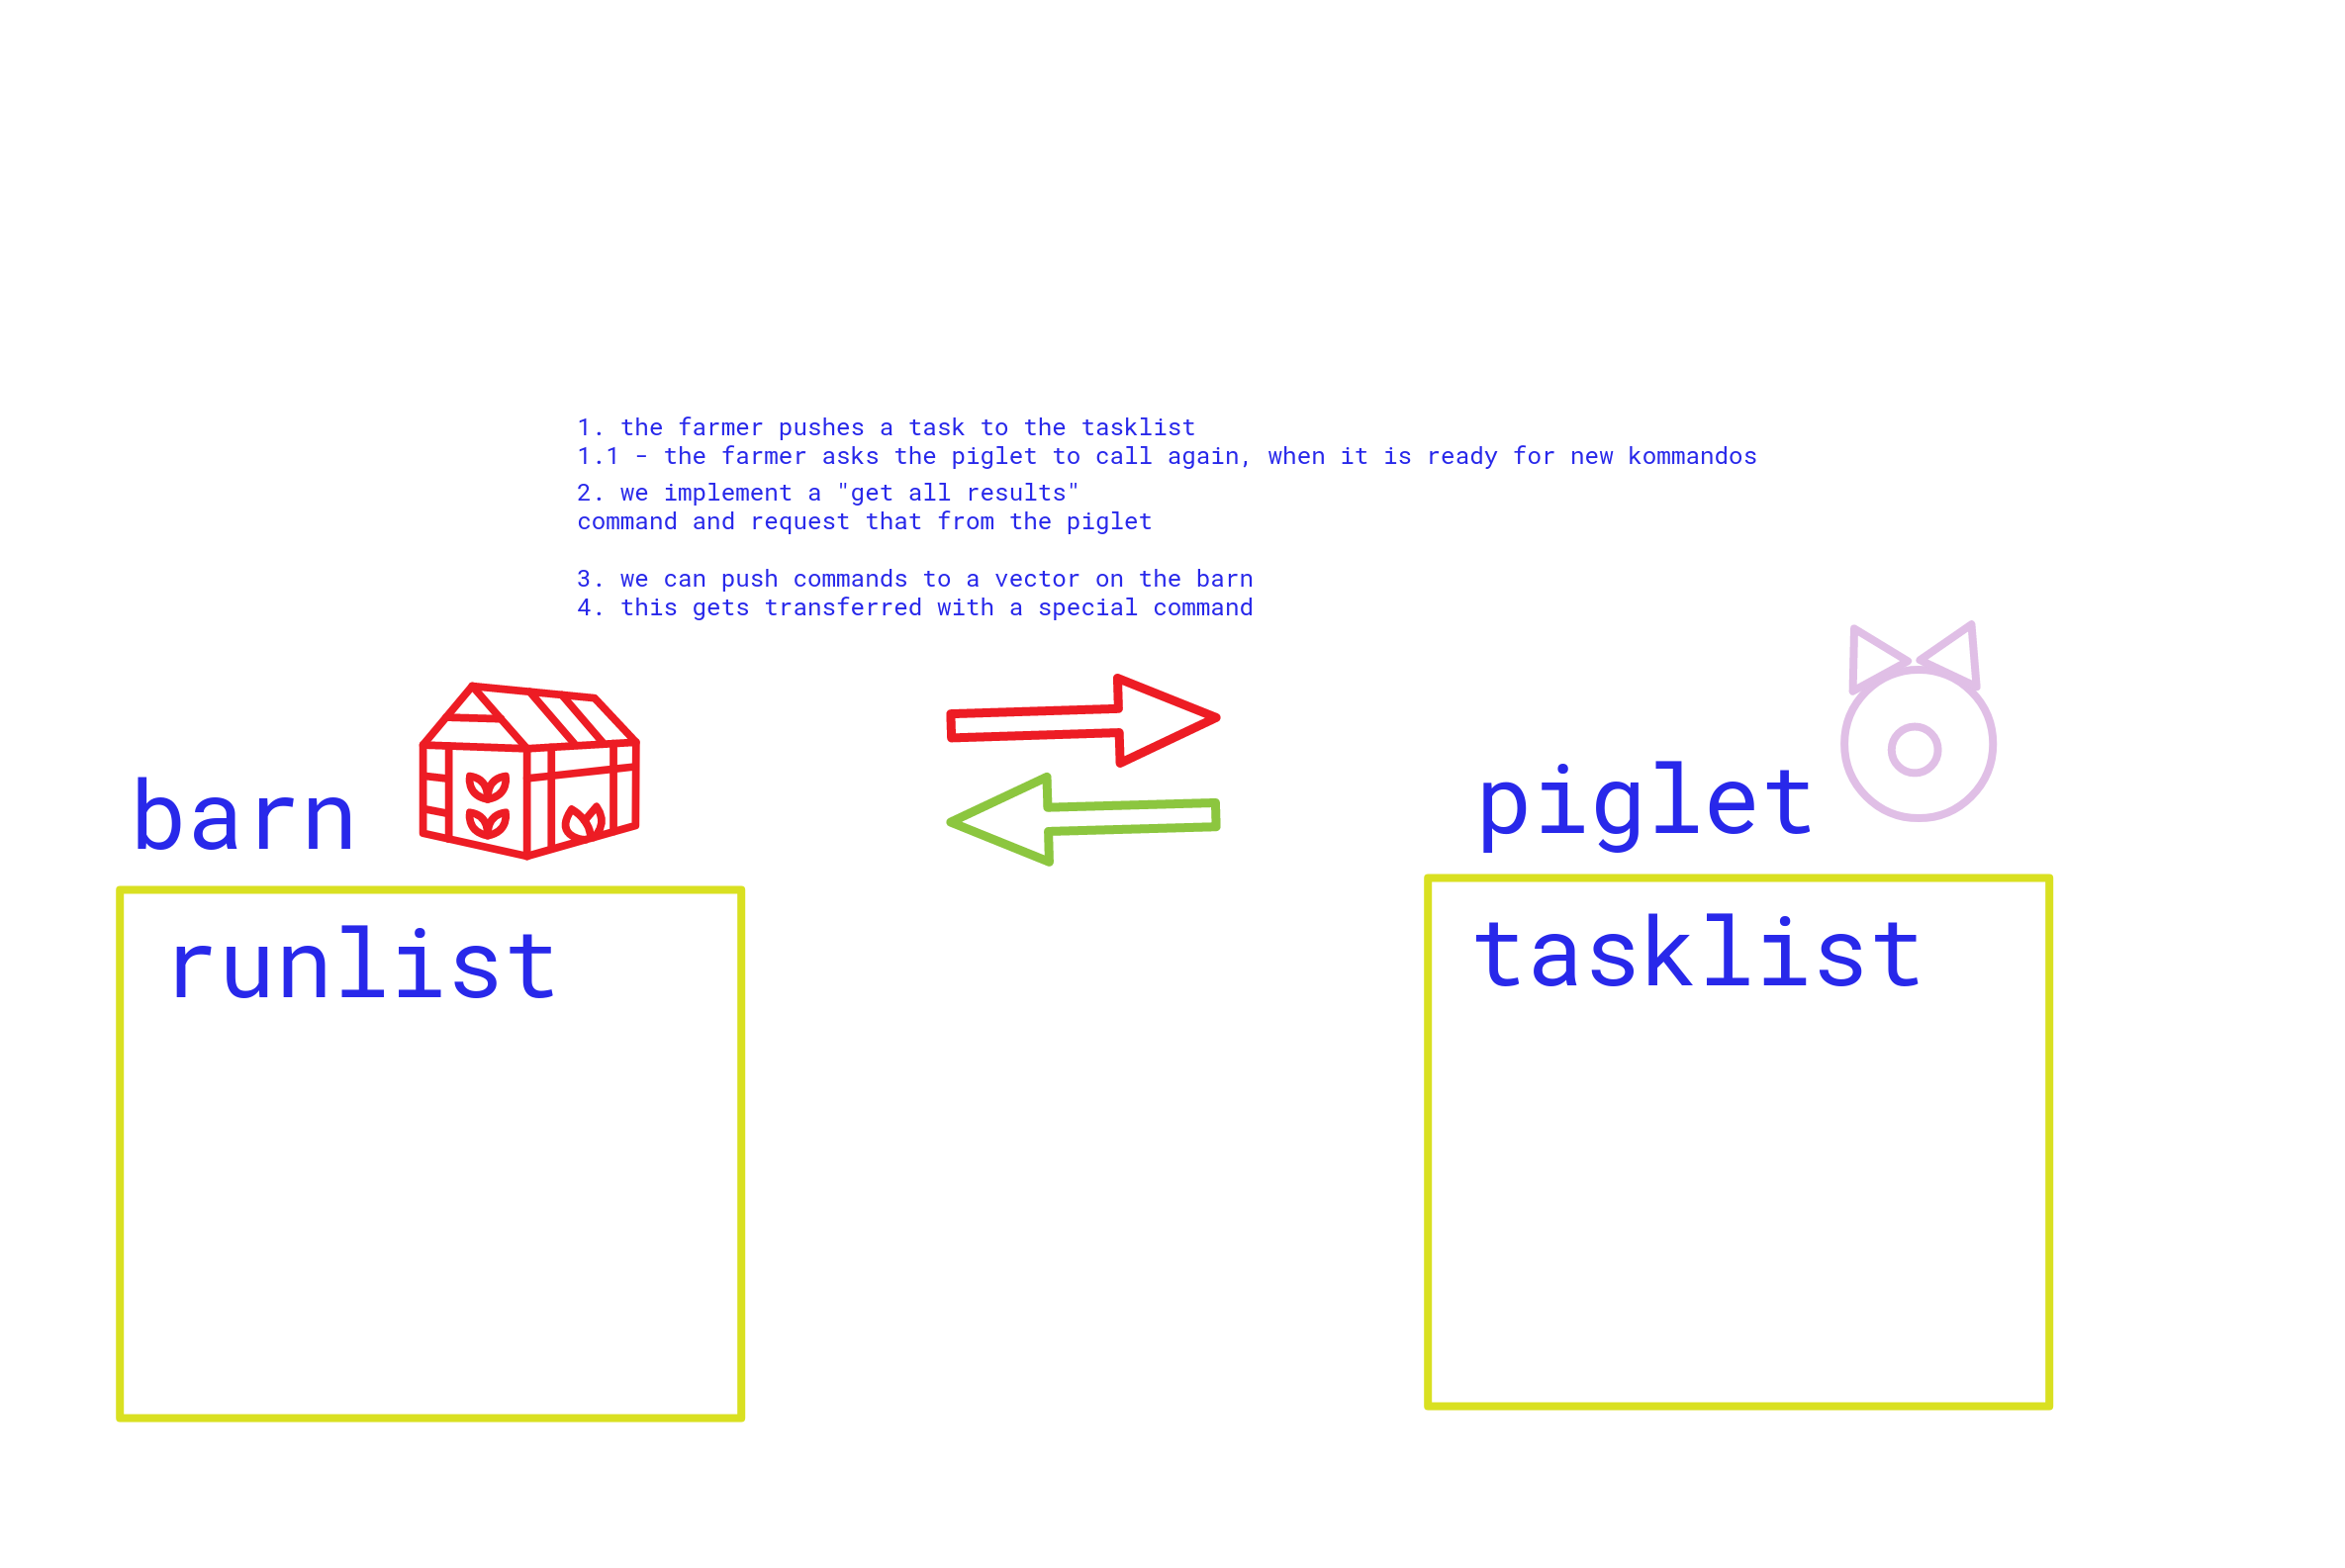 1. the farmer pushes a task to the tasklist
1.1 - the farmer asks the piglet to call again, when it is ready for new kommandos
2. we implement a "get all results"
command and request that from the piglet
3. we can push commands to a vector on the barn
4. this gets transferred with a special command
barn
piglet
runlist
tasklist